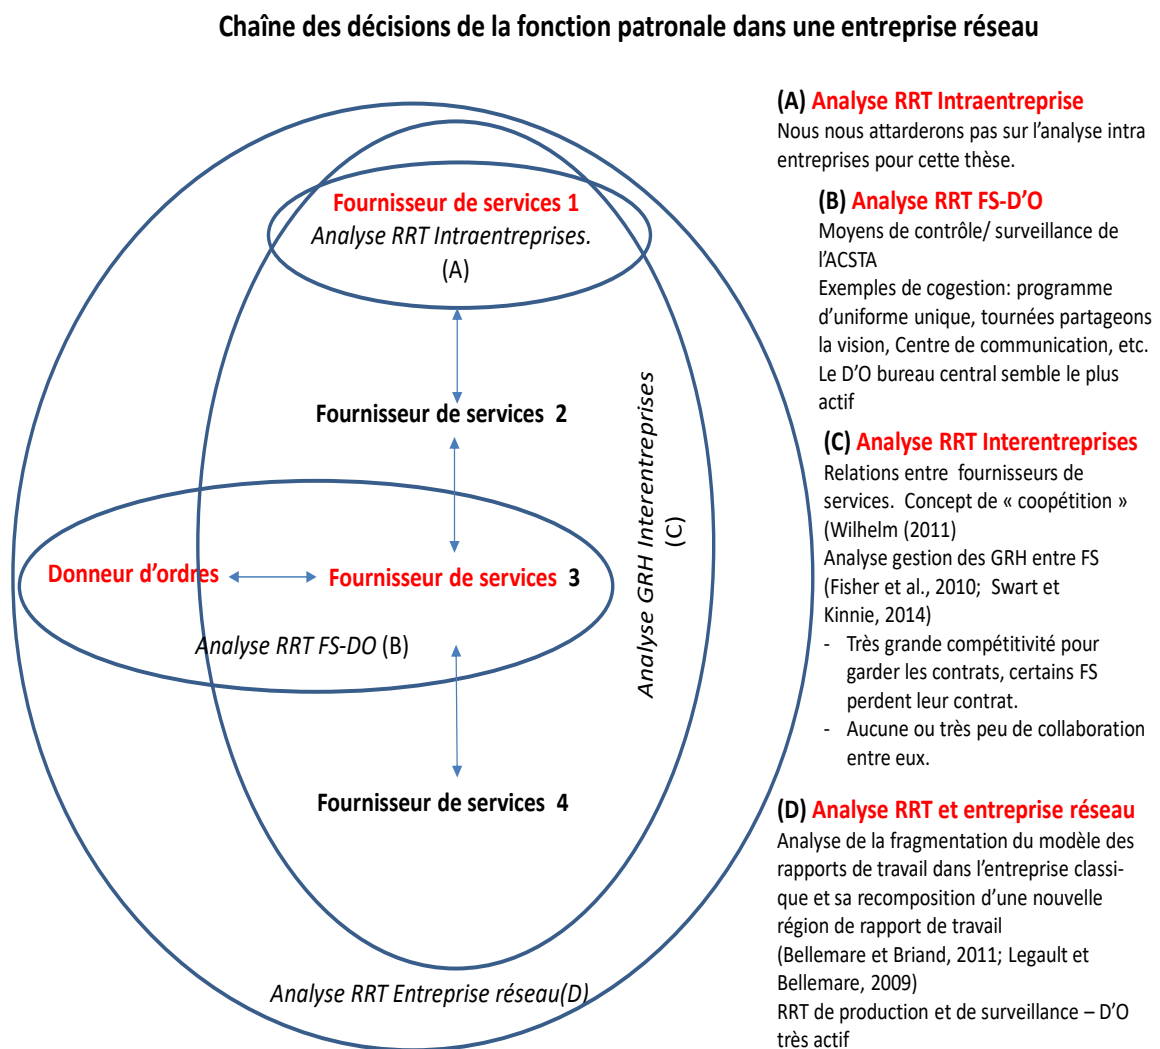 Chaîne des décisions de la fonction patronale dans une entreprise réseau
Fournisseur de services 1
Analyse RRT Intraentreprises.
(A)
Fournisseur de services 2
Donneur d’ordres
Fournisseur de services 3
Analyse RRT FS-DO (B)
Fournisseur de services 4
Analyse GRH Interentreprises
(C)
Analyse RRT Entreprise réseau(D)
(A) Analyse RRT Intraentreprise
Nous nous attarderons pas sur l’analyse intra
entreprises pour cette thèse.
(B) Analyse RRT FS-D’O
Moyens de contrôle/ surveillance de
l’ACSTA
Exemples de cogestion: programme
d’uniforme unique, tournées partageons
la vision, Centre de communication, etc.
Le D’O bureau central semble le plus
actif
(C) Analyse RRT Interentreprises
Relations entre fournisseurs de
services. Concept de « coopétition »
(Wilhelm (2011)
Analyse gestion des GRH entre FS
(Fisher et al., 2010; Swart et
Kinnie, 2014)
- Très grande compétitivité pour
garder les contrats, certains FS
perdent leur contrat.
- Aucune ou très peu de collaboration
entre eux.
(D) Analyse RRT et entreprise réseau
Analyse de la fragmentation du modèle des
rapports de travail dans l’entreprise classi-
que et sa recomposition d’une nouvelle
région de rapport de travail
(Bellemare et Briand, 2011; Legault et
Bellemare, 2009)
RRT de production et de surveillance – D’O
très actif